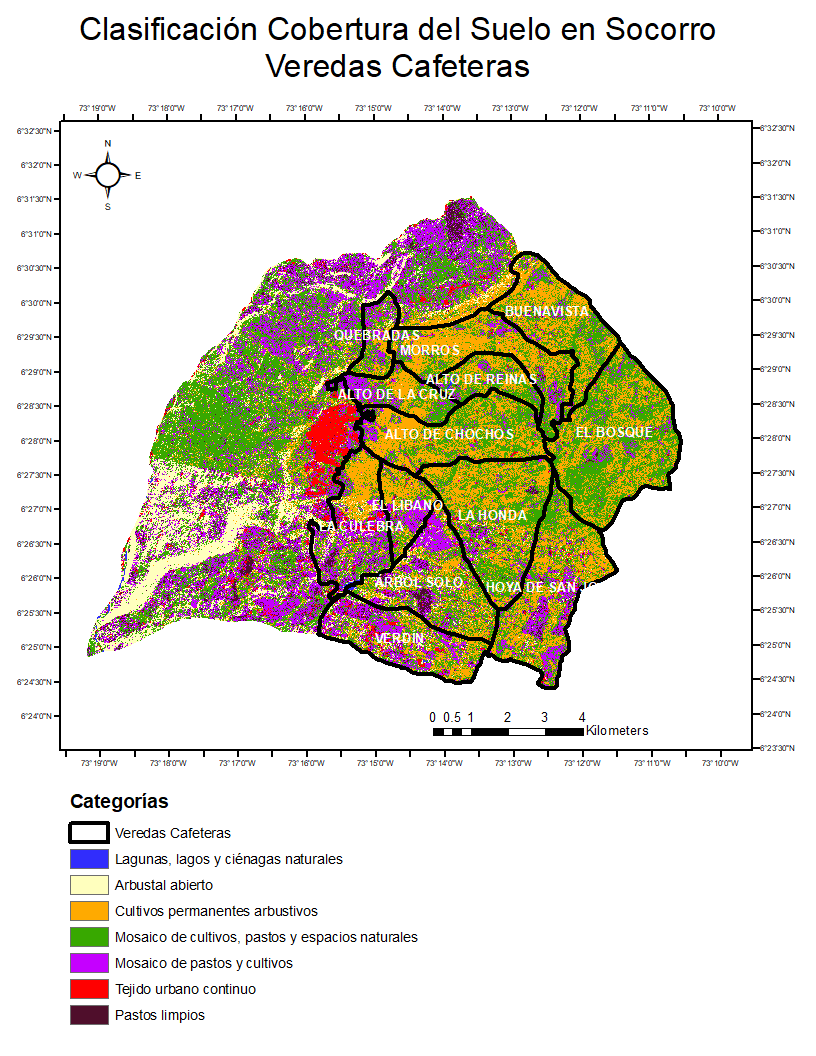 Clasificación Cobertura del Suelo en Socorro
Veredas Cafeteras
73°19'0"W 73°18'0"W 73°17'0"W 73°16'0"W 73°15'0"W 73°14'0"W 73°13'0"W 73°12'0"W 73°11'0"W 73°10'0"W
6°32'30"N 6°32'30"N
6°32'0"N 6°32'0"N
6°31'30"N 6°31'30"N
6°31'0"N 6°31'0"N
6°30'30"N 6°30'30"N
6°30'0"N 6°30'0"N
6°29'30"N 6°29'30"N
6°29'0"N 6°29'0"N
6°28'30"N 6°28'30"N
6°28'0"N 6°28'0"N
6°27'30"N 6°27'30"N
6°27'0"N 6°27'0"N
6°26'30"N 6°26'30"N
6°26'0"N 6°26'0"N
6°25'30"N 6°25'30"N
6°25'0"N 6°25'0"N
6°24'30"N 6°24'30"N
6°24'0"N 6°24'0"N
6°23'30"N
N
W E
S
BUENAVISTA
QUEBRADAS
MORROS
ALTO DE REINAS
ALTO DE LA CRUZ
ALTO DE CHOCHOS
EL BOSQUE
EL LIBANO
LA HONDA
LA CULEBRA
ARBOL SOLO
HOYA DE SAN JO
VERDIN
0 0.5 1 2 3 4
Kilometers
73°19'0"W 73°18'0"W 73°17'0"W 73°16'0"W 73°15'0"W 73°14'0"W 73°13'0"W 73°12'0"W 73°11'0"W 73°10'0"W
Categorías
Veredas Cafeteras
Lagunas, lagos y ciénagas naturales
Arbustal abierto
Cultivos permanentes arbustivos
Mosaico de cultivos, pastos y espacios naturales
Mosaico de pastos y cultivos
Tejido urbano continuo
Pastos limpios